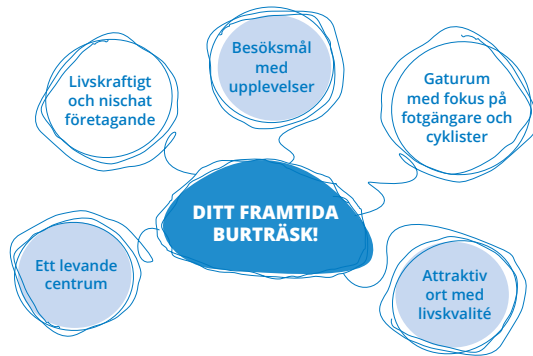 Livskraftigt
och nischat
företagande
Besöksmål
med
upplevelser
Gaturum
med fokus på
fotgängare och
cyklister
DITT FRAMTIDA
BURTRÄSK!
Ett levande
centrum
Attraktiv
ort med
livskvalité